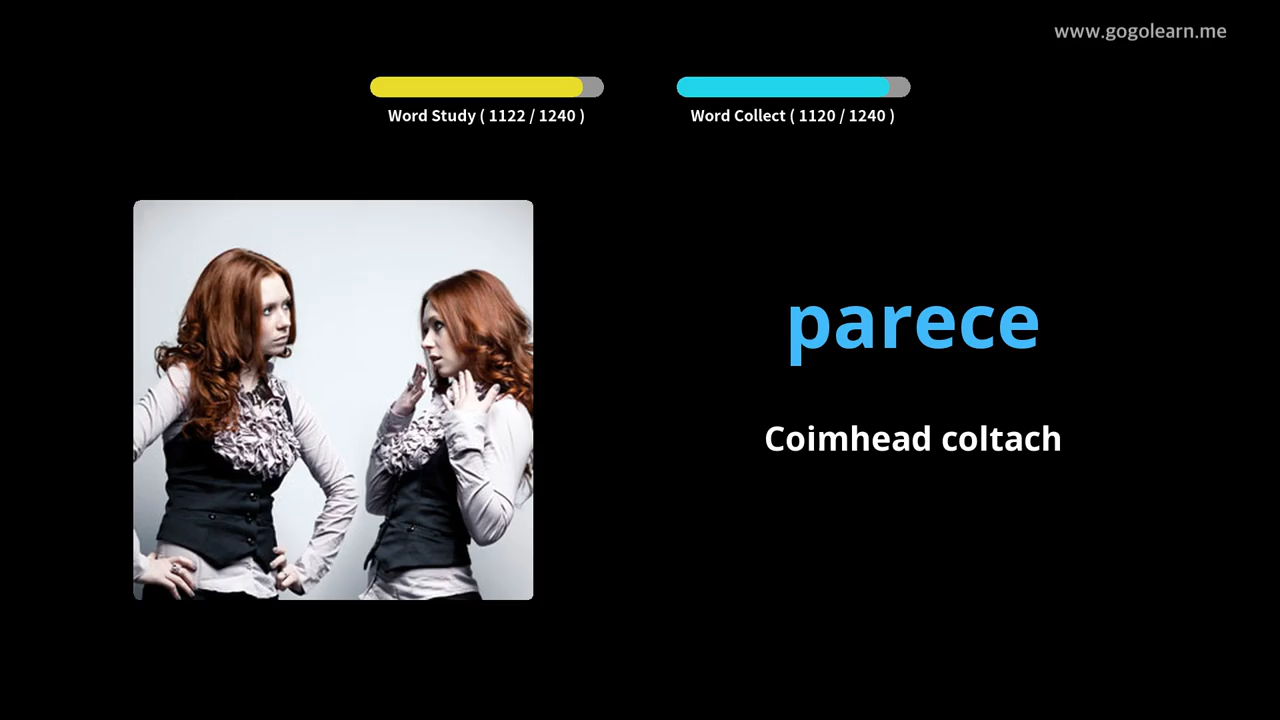 www.gogolearn.me
Word Study ( 1122 / 1240 )
Word Collect ( 1120 / 1240 )
parece
Coimhead coltach